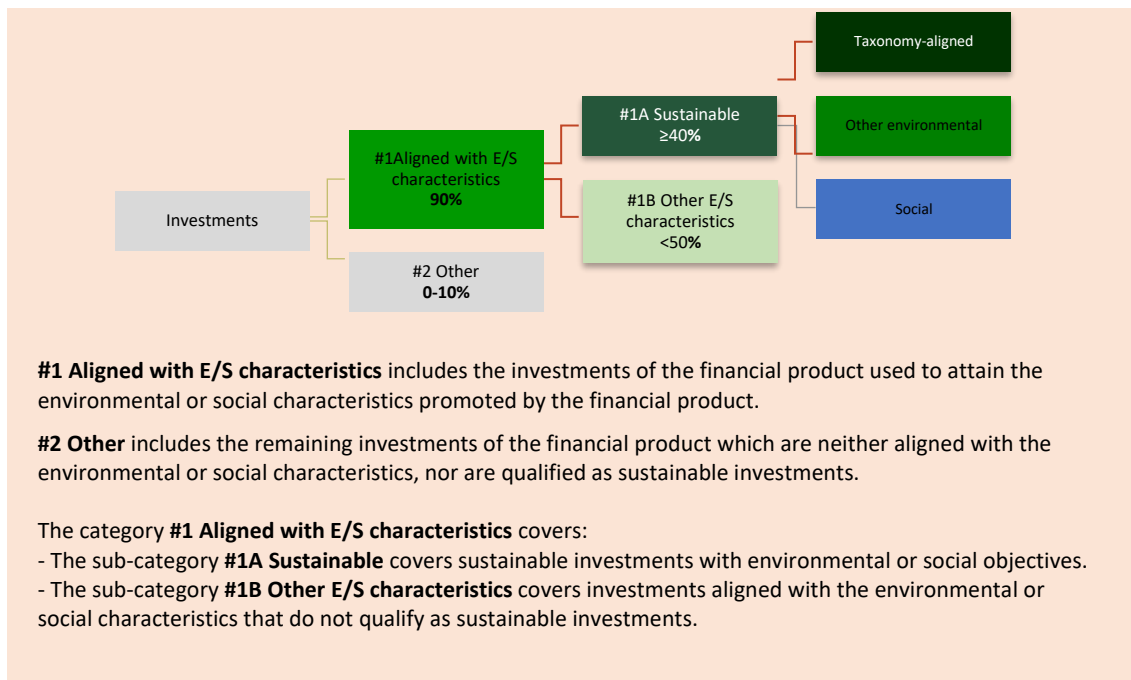 Taxonomy-aligned
#1A Sustainable
≥40%
Other environmental
#1Aligned with E/S
characteristics
90%
#1B Other E/S
characteristics
<50%
Social
Investments
#2 Other
0-10%
#1 Aligned with E/S characteristics includes the investments of the financial product used to attain the
environmental or social characteristics promoted by the financial product.
#2 Other includes the remaining investments of the financial product which are neither aligned with the
environmental or social characteristics, nor are qualified as sustainable investments.
The category #1 Aligned with E/S characteristics covers:
- The sub-category #1A Sustainable covers sustainable investments with environmental or social objectives.
- The sub-category #1B Other E/S characteristics covers investments aligned with the environmental or
social characteristics that do not qualify as sustainable investments.